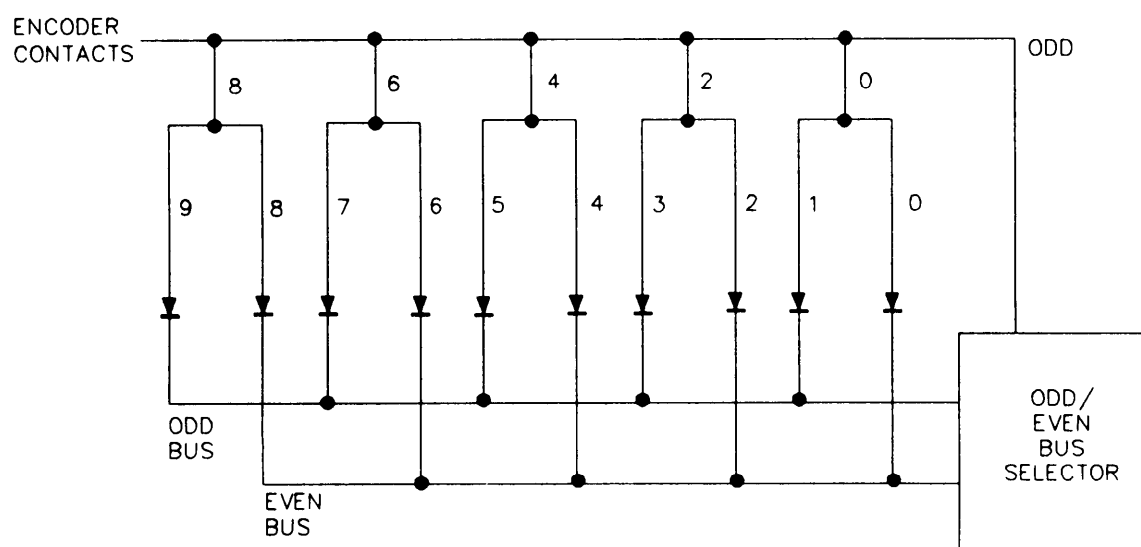 ENCODER
CONTACTS
ODD
8
6
4
2
0
9
8
7
6
5
4
3
2
1
0
ODD
BUS
EVEN
BUS
ODD/
EVEN
BUS
SELECTOR